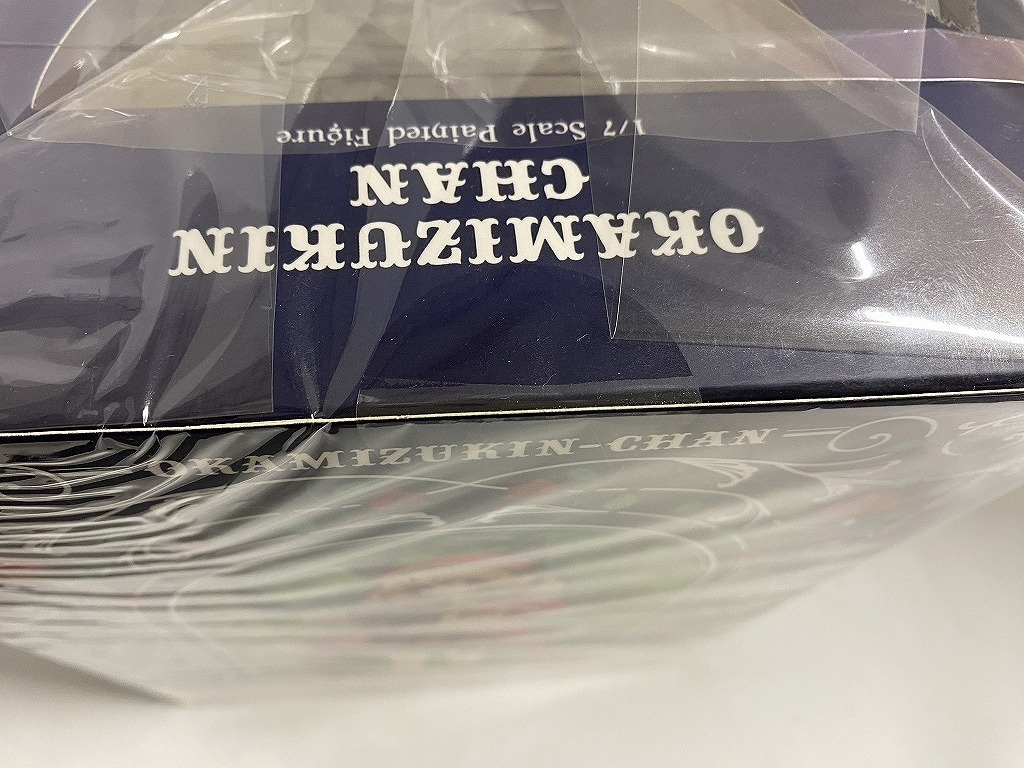 OKAMIZUKIN
CHAN
1/7 Scale Painted Figure
OKAMIZUKIN-CHAN